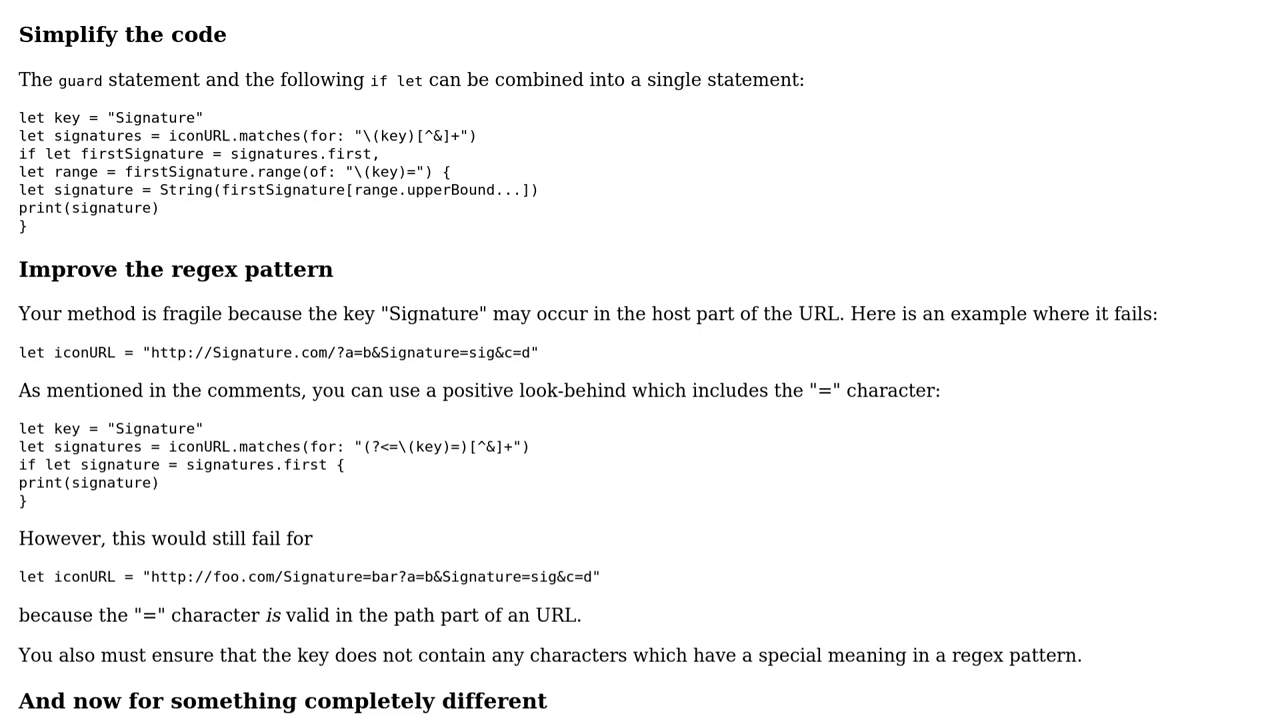 Simplify the code
The guard statement and the following if let can be combined into a single statement:
let key = "Signature"
let signatures = iconURL.matches(for: "\(key)[^&]+")
if let firstSignature = signatures.first,
let range = firstSignature.range(of: "\(key)=") {
let signature = String(firstSignature[range.upperBound...])
print(signature)
}
Improve the regex pattern
Your method is fragile because the key "Signature" may occur in the host part of the URL. Here is an example where it fails:
let iconURL = "http://Signature.com/?a=b&Signature=sig&c=d"
As mentioned in the comments, you can use a positive look-behind which includes the "=" character:
let key = "Signature"
let signatures = iconURL.matches(for: "(?<=\(key)=)[^&]+")
if let signature = signatures.first {
print(signature)
}
However, this would still fail for
let iconURL = "http://foo.com/Signature=bar?a=b&Signature=sig&c=d"
because the "=" character is valid in the path part of an URL.
You also must ensure that the key does not contain any characters which have a special meaning in a regex pattern.
And now for something completely different